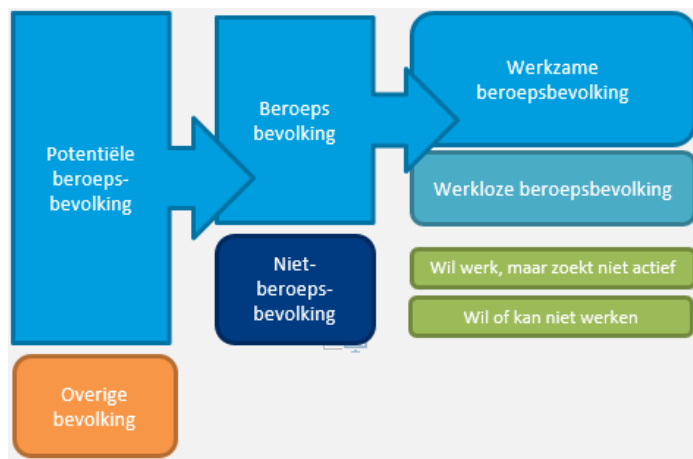 Potentiële
beroeps-
bevolking
Overige
bevolking
Beroeps
bevolking
Niet-
beroeps-
bevolking
Werkzame
beroepsbevolking
Werkloze beroepsbevolking
Wil werk, maar zoekt niet actief
Wil of kan niet werken